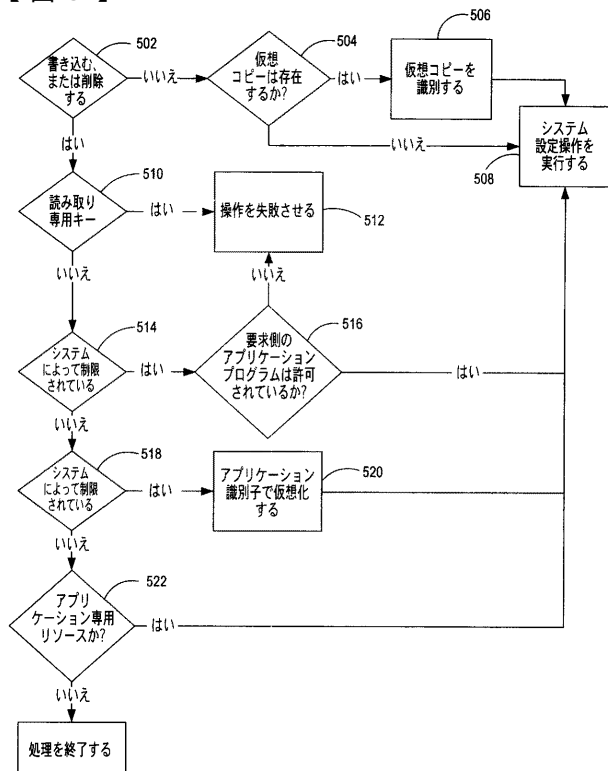 502
書き込む、
または削除
する
いいえ
504
仮想
コピーは存在
するか?
はい
506
仮想コピーを
識別する
いいえ
システム
設定操作を
実行する
508
はい
510
読み取り
専用キー
はい
操作を失敗させる
512
いいえ
いいえ
514
システム
によって制限
されている
はい
516
要求側の
アプリケーション
プログラムは許可
されているか?
はい
いいえ
518
システム
によって制限
されている
はい
アプリケーション
識別子で仮想化
する
520
いいえ
522
アプリ
ケーション専用
リソースか?
はい
いいえ
処理を終了する